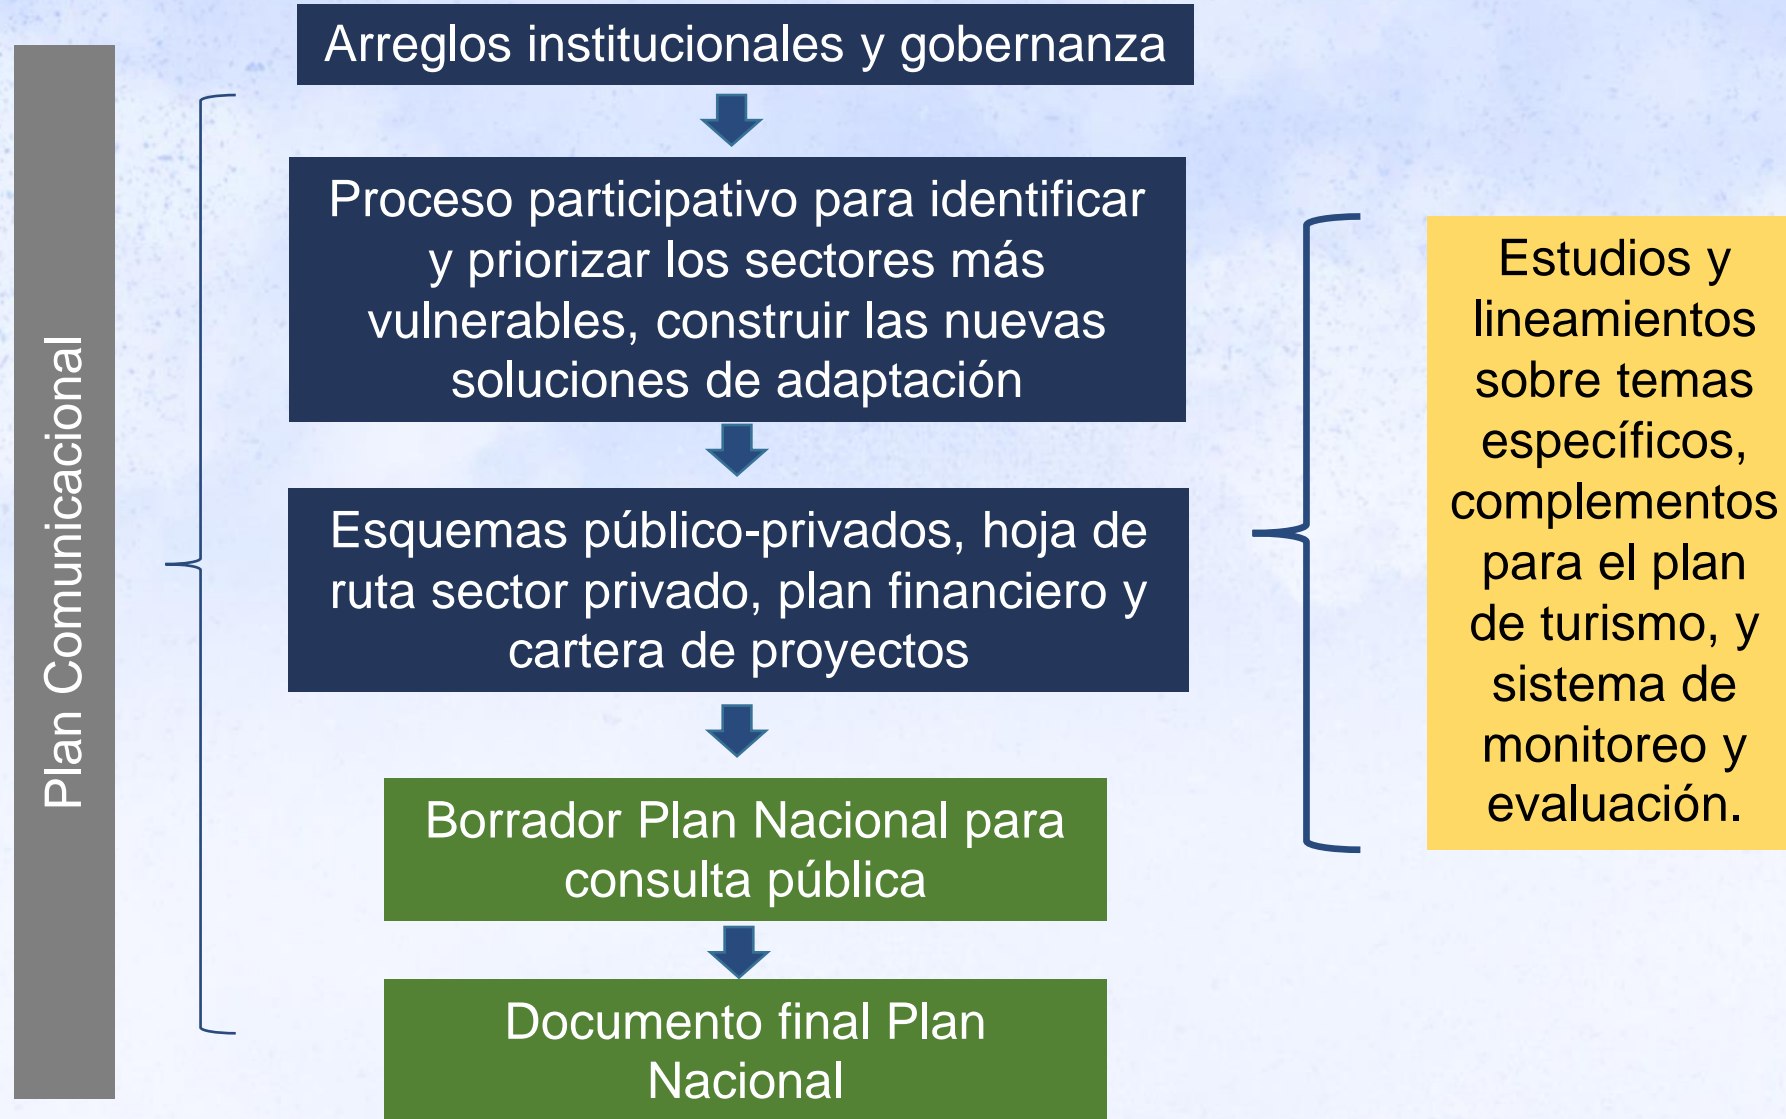 Plan Comunicacional
Arreglos institucionales y gobernanza
Proceso participativo para identificar
y priorizar los sectores más
vulnerables, construir las nuevas
soluciones de adaptación
Esquemas público-privados, hoja de
ruta sector privado, plan financiero y
cartera de proyectos
Borrador Plan Nacional para
consulta pública
Documento final Plan
Nacional
Estudios y
lineamientos
sobre temas
específicos,
complementos
para el plan
de turismo, y
sistema de
monitoreo y
evaluación.